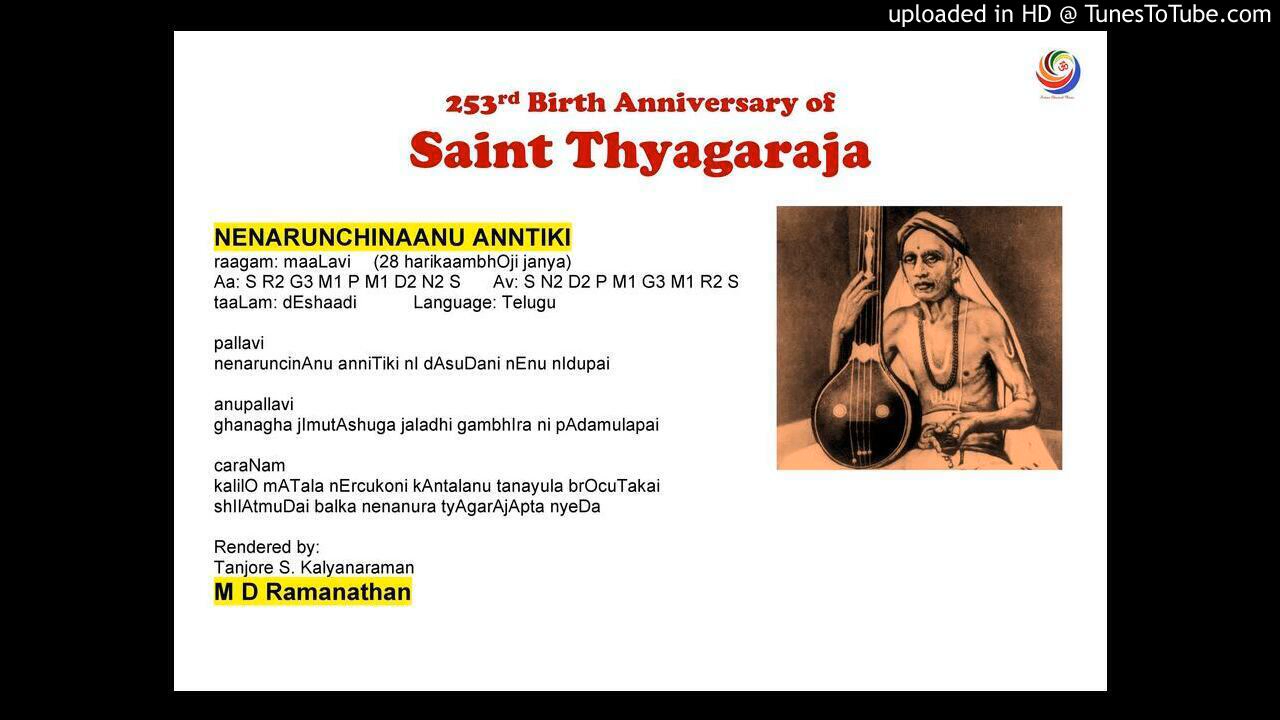 uploaded in HD @ TunesToTube.com
253rd Birth Anniversary of
Saint Thyagaraja
NENARUNCHINAANU ANNTIKI
raagam: maaLavi (28 harikaambhOji janya)
Aa: S R2 G3 M1 P M1 D2 N2 S Av: S N2 D2 P M1 G3 M1 R2 S
taaLam: dEshaadi Language: Telugu
pallavi
nenaruncinAnu anniTiki nI dAsuDani nEnu nIdupai
anupallavi
ghanagha jImutAshuga jaladhi gambhIra ni pAdamulapai
caraNam
kalilO mATala nErcukoni kAntalanu tanayula brOcuTakai
shIlAtmuDai balka nenanura tyAgarAjApta nyeDa
Rendered by:
Tanjore S. Kalyanaraman
M D Ramanathan